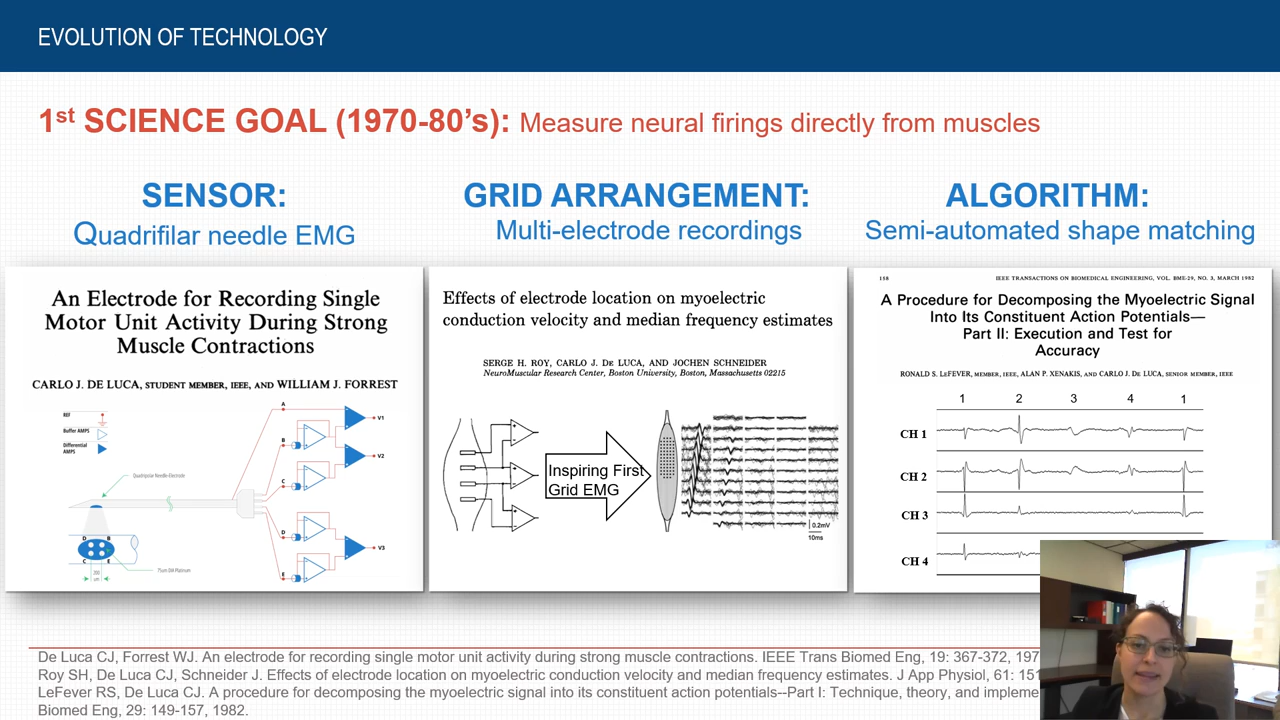 EVOLUTION OF TECHNOLOGY
1st SCIENCE GOAL (1970-80’s): Measure neural firings directly from muscles
SENSOR:
Quadrifilar needle EMG
An Electrode for Recording Single
Motor Unit Activity During Strong
Muscle Contractions
CARLO J. DE LUCA, STUDENT MEMBER, IEEE, AND WILLIAM J. FORREST
REF
Buffer AMPS
Differential
AMPS
Quadripolar Needle-Electrode
A
B
C
D
E
V1
V2
V3
D B
C E
200
um
75um DIA Platinum
GRID ARRANGEMENT:
Multi-electrode recordings
Effects of electrode location on myoelectric
conduction velocity and median frequency estimates
SERGE H. ROY, CARLO J. DE LUCA, AND JOCHEN SCHNEIDER
NeuroMuscular Research Center, Boston University, Boston, Massachusetts 02215
Inspiring First
Grid EMG
0.2mV
10ms
ALGORITHM:
Semi-automated shape matching
158 IEEE TRANSACTIONS ON BIOMEDICAL ENGINEERING, VOL. BME-29, NO. 3, MARCH 1982
A Procedure for Decomposing the Myoelectric Signal
Into Its Constituent Action Potentials—
Part II: Execution and Test for
Accuracy
RONALD S. LeFEVER, MEMBER, IEEE, ALAN P. XENAKIS, AND CARLO J. DE LUCA, SENIOR MEMBER, IEEE
1 2 3 4 1
CH 1
CH 2
CH 3
CH 4
De Luca CJ, Forrest WJ. An electrode for recording single motor unit activity during strong muscle contractions. IEEE Trans Biomed Eng, 19: 367-372, 197
Roy SH, De Luca CJ, Schneider J. Effects of electrode location on myoelectric conduction velocity and median frequency estimates. J App Physiol, 61: 151
LeFever RS, De Luca CJ. A procedure for decomposing the myoelectric signal into its constituent action potentials--Part I: Technique, theory, and impleme
Biomed Eng, 29: 149-157, 1982.